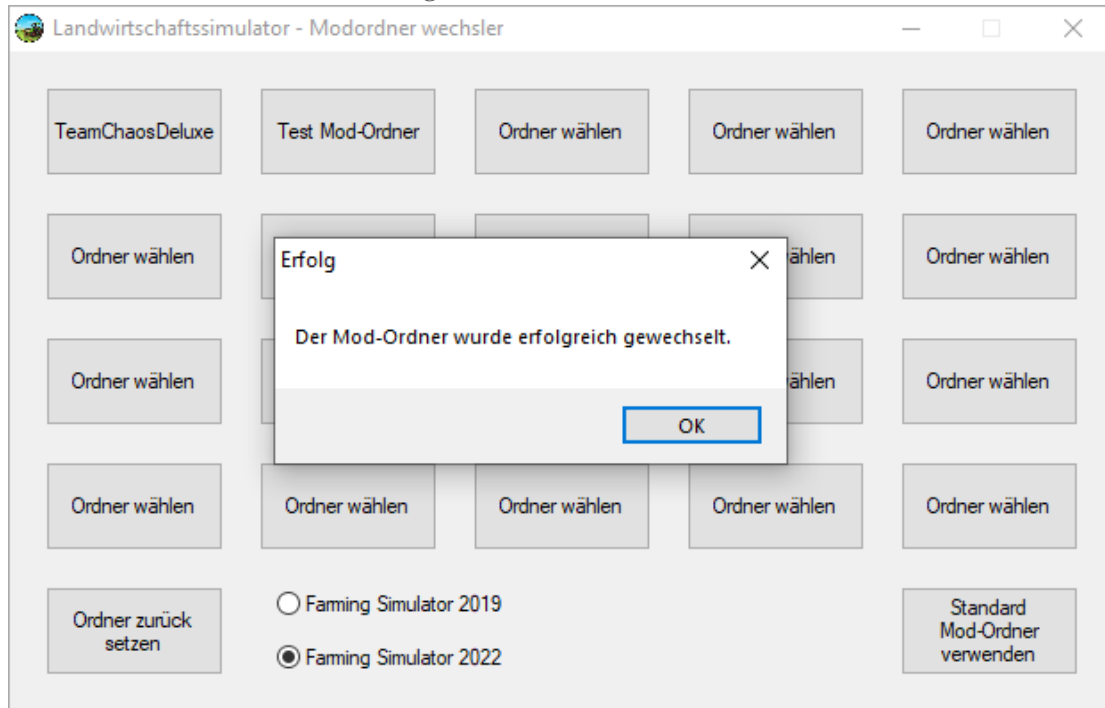 Landwirtschaftssimulator - Modordner wechsler
TeamChaosDeluxe
Test Mod-Ordner
Ordner wählen
Ordner wählen
Ordner wählen
Ordner wählen
Ordner wählen
Erfolg
Der Mod-Ordner wurde erfolgreich gewechselt.
OK
Ordner wählen
Ordner wählen
Ordner wählen
Ordner wählen
Ordner wählen
Ordner wählen
Ordner wählen
Ordner zurück
setzen
Farming Simulator 2019
Farming Simulator 2022
Standard
Mod-Ordner
verwenden